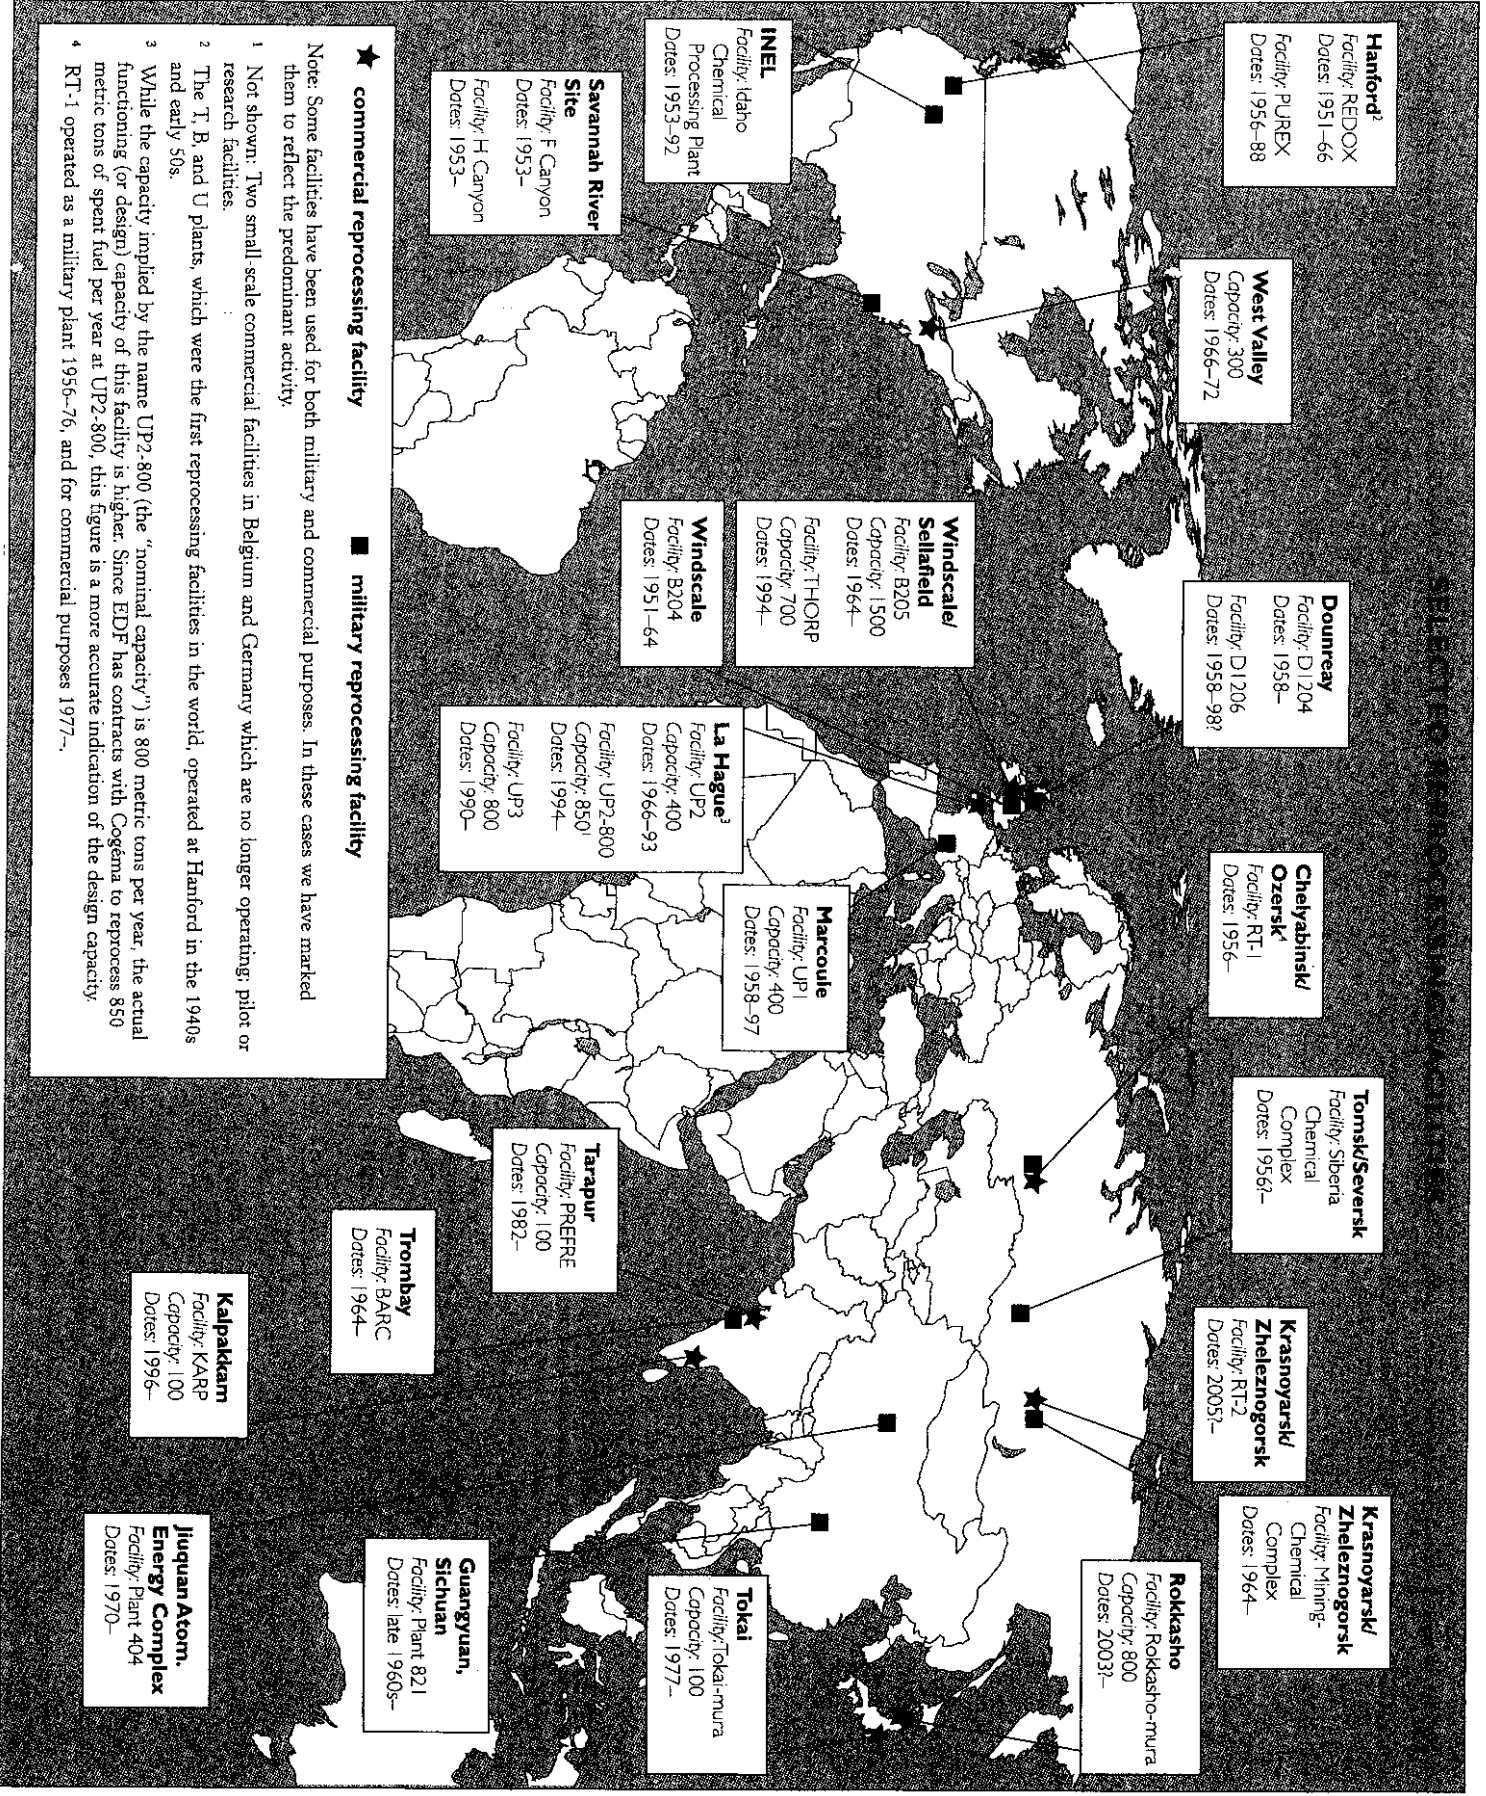 SELECTED REPROCESSING FACILITIES¹
Hanford²
Facility: REDOX
Dates: 1951–66
Facility: PUREX
Dates: 1956–88
West Valley
Capacity: 300
Dates: 1966–72
Dounreay
Facility: D1204
Dates: 1958–
Facility: D1206
Dates: 1958–98?
Chelyabinsk/
Ozersk⁴
Facility: RT-1
Dates: 1956–
Tomsk/Seversk
Facility: Siberia
Chemical
Complex
Dates: 1956?–
Krasnoyarsk/
Zheleznogorsk
Facility: RT-2
Dates: 2005?–
Krasnoyarsk/
Zheleznogorsk
Facility: Mining-
Chemical
Complex
Dates: 1964–
Rokkasho
Facility: Rokkasho-mura
Capacity: 800
Dates: 2003?–
INEL
Facility: Idaho
Chemical
Processing Plant
Dates: 1953–92
Savannah River
Site
Facility: F Canyon
Dates: 1953–
Facility: H Canyon
Dates: 1953–
Windscale/
Sellafield
Facility: B205
Capacity: 1500
Dates: 1964–
Facility: THORP
Capacity: 700
Dates: 1994–
Windscale
Facility: B204
Dates: 1951–64
La Hague³
Facility: UP2
Capacity: 400
Dates: 1966–93
Facility: UP2-800
Capacity: 850¹
Dates: 1994–
Facility: UP3
Capacity: 800
Dates: 1990–
Marcoule
Facility: UP1
Capacity: 400
Dates: 1958–97
Tarapur
Facility: PREFRE
Capacity: 100
Dates: 1982–
Trombay
Facility: BARC
Dates: 1964–
Kalpakkam
Facility: KARP
Capacity: 100
Dates: 1996–
Tokai
Facility: Tokai-mura
Capacity: 100
Dates: 1977–
Guangyuan,
Sichuan
Facility: Plant 821
Dates: late 1960s–
Jiuquan Atom.
Energy Complex
Facility: Plant 404
Dates: 1970–
★ commercial reprocessing facility ■ military reprocessing facility
Note: Some facilities have been used for both military and commercial purposes. In these cases we have marked
them to reflect the predominant activity.
1 Not shown: Two small-scale commercial facilities in Belgium and Germany which are no longer operating; pilot or
research facilities.
2 The T, B, and U plants, which were the first reprocessing facilities in the world, operated at Hanford in the 1940s
and early 50s.
3 While the capacity implied by the name UP2-800 (the "nominal capacity") is 800 metric tons per year, the actual
functioning (or design) capacity of this facility is higher. Since EDF has contracts with Cogéma to reprocess 850
metric tons of spent fuel per year at UP2-800, this figure is a more accurate indication of the design capacity.
4 RT-1 operated as a military plant 1956–76, and for commercial purposes 1977–.